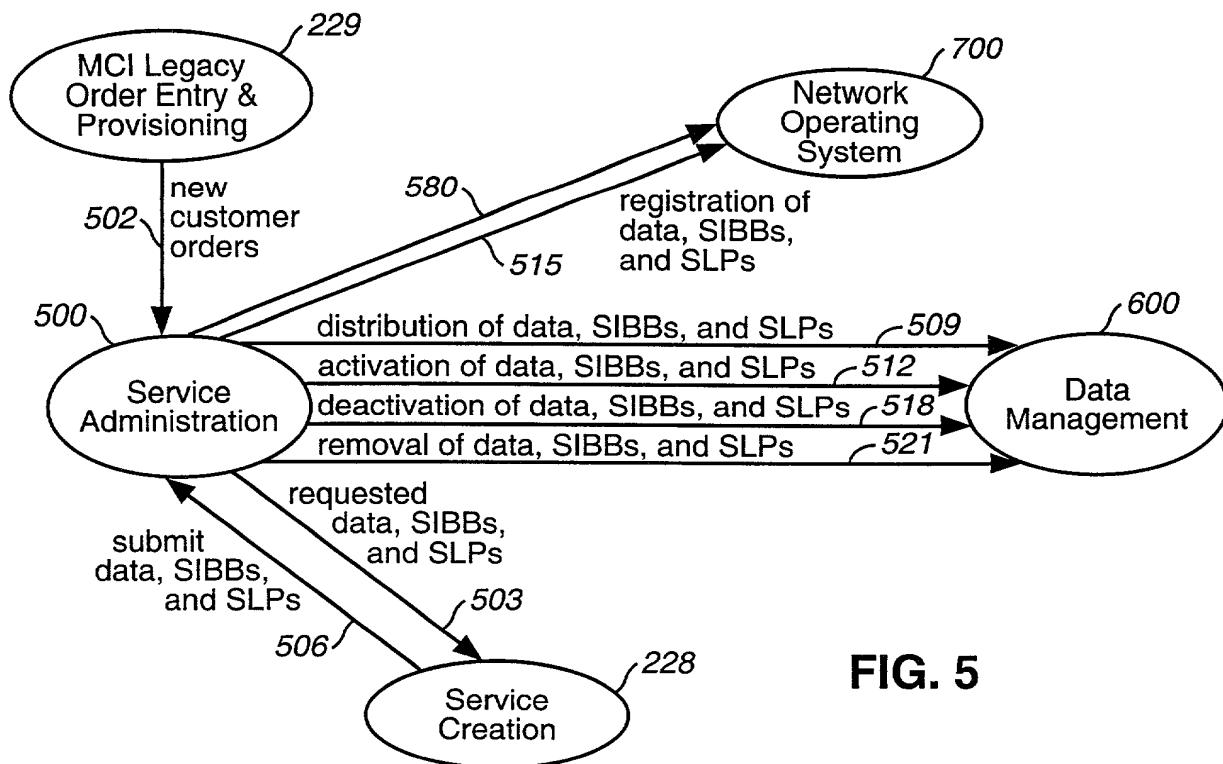 229
MCI Legacy
Order Entry &
Provisioning
700
Network
Operating
System
new
customer
orders
502
580
515
registration of
data, SIBBs,
and SLPs
500
Service
Administration
distribution of data, SIBBs, and SLPs
509
activation of data, SIBBs, and SLPs
512
deactivation of data, SIBBs, and SLPs
518
removal of data, SIBBs, and SLPs
521
600
Data
Management
requested
data, SIBBs,
and SLPs
submit
data, SIBBs,
and SLPs
503
506
228
Service
Creation
FIG. 5